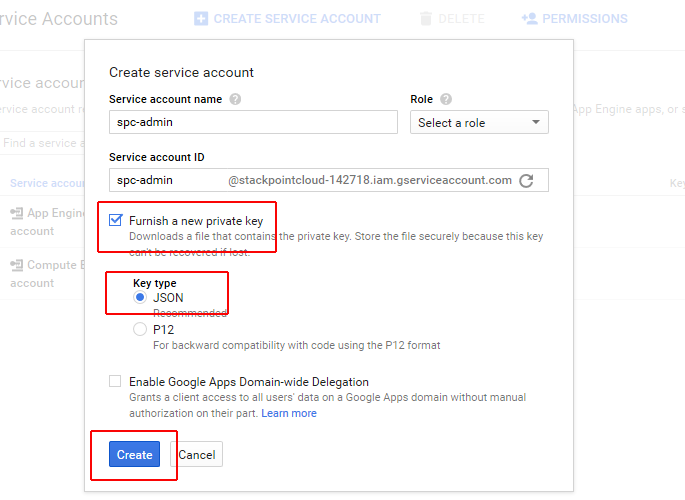 rvice Accounts
CREATE SERVICE ACCOUNT
DELETE
PERMISSIONS
Create service account
Service account name
Role
spc-admin
Select a role
Service account ID
spc-admin
@stackpointcloud-142718.iam.gserviceaccount.com
Furnish a new private key
Downloads a file that contains the private key. Store the file securely because this key
can't be recovered if lost.
Key type
JSON
Recommended
P12
For backward compatibility with code using the P12 format
Enable Google Apps Domain-wide Delegation
Grants a client access to all users' data on a Google Apps domain without manual
authorization on their part. Learn more
Create
Cancel
rvice accoun
ervice account r
App Engine apps, or a
Find a service a
Service accou
Key
App Engin
account
Compute E
account